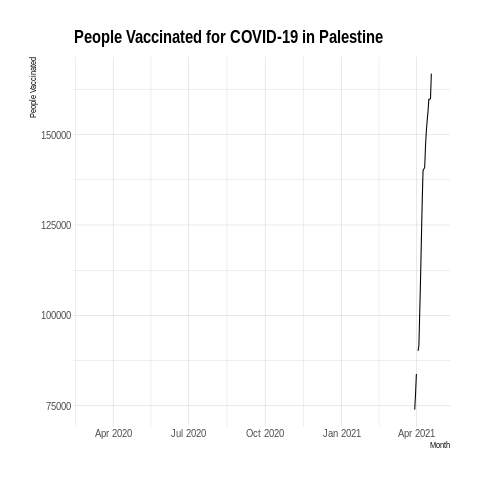 People Vaccinated for COVID-19 in Palestine
People Vaccinated
150000
125000
100000
75000
Apr 2020 Jul 2020 Oct 2020 Jan 2021 Apr 2021
Month